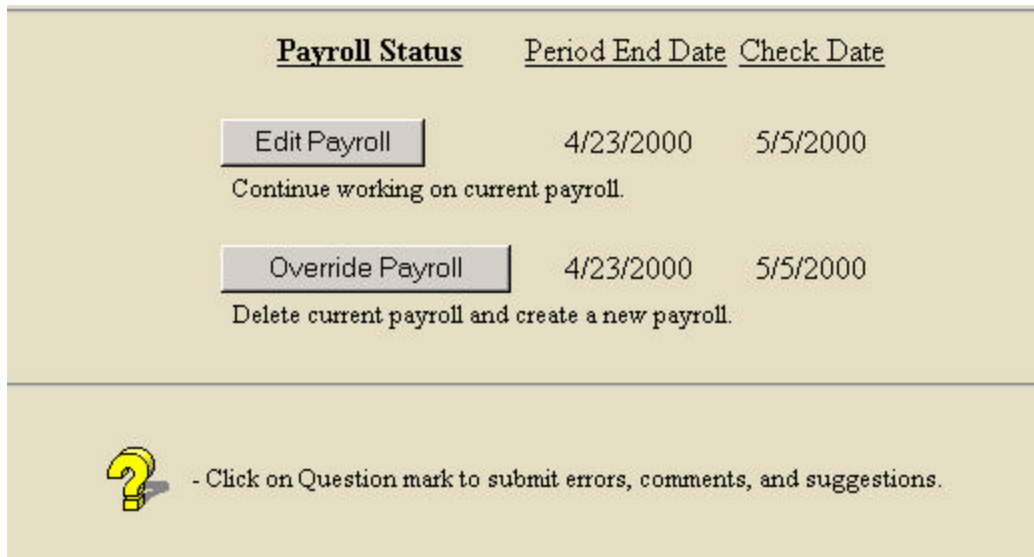 Payroll Status Period End Date Check Date
Edit Payroll 4/23/2000 5/5/2000
Continue working on current payroll.
Override Payroll 4/23/2000 5/5/2000
Delete current payroll and create a new payroll.
- Click on Question mark to submit errors, comments, and suggestions.